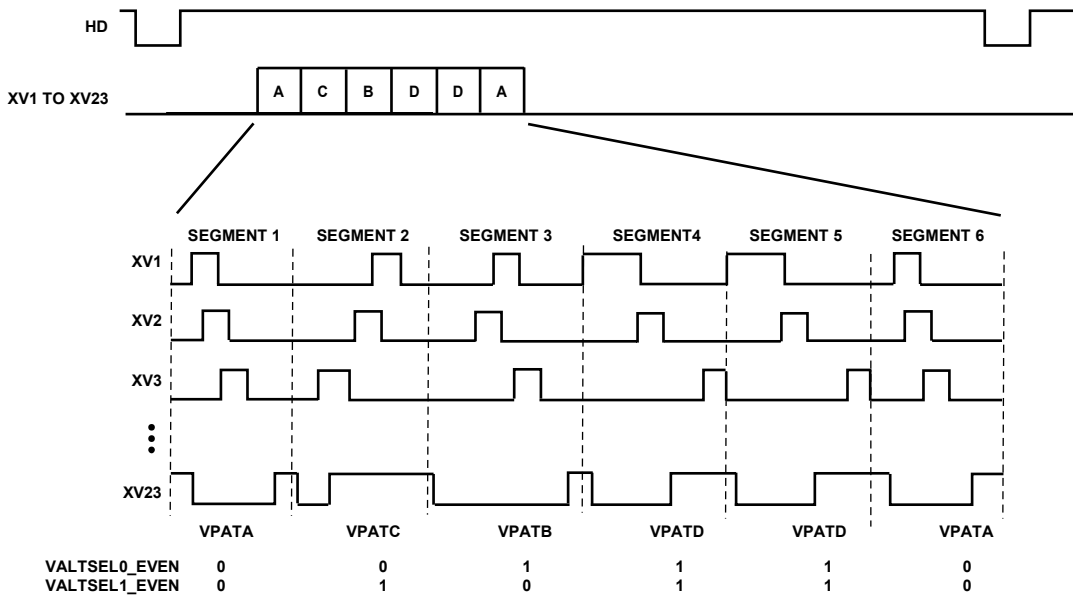 HD
XV1 TO XV23
A C B D D A
SEGMENT 1 SEGMENT 2 SEGMENT 3 SEGMENT4 SEGMENT 5 SEGMENT 6
XV1
XV2
XV3
XV23
VPATA VPATC VPATB VPATD VPATD VPATA
VALTSEL0_EVEN 0 0 1 1 1 0
VALTSEL1_EVEN 0 1 0 1 1 0